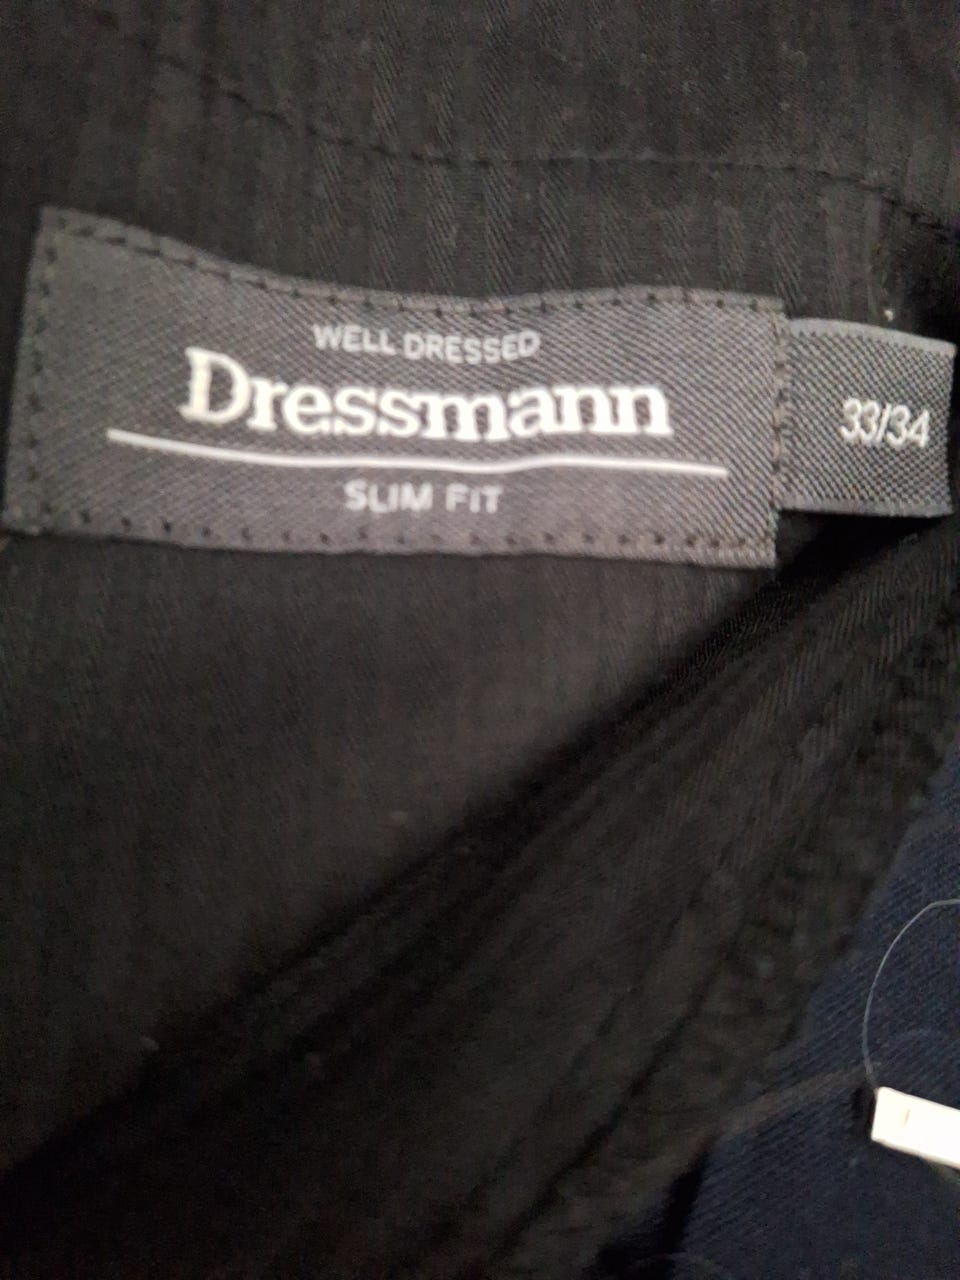 WELL DRESSED
Dressmann
SLIM FIT
33/34